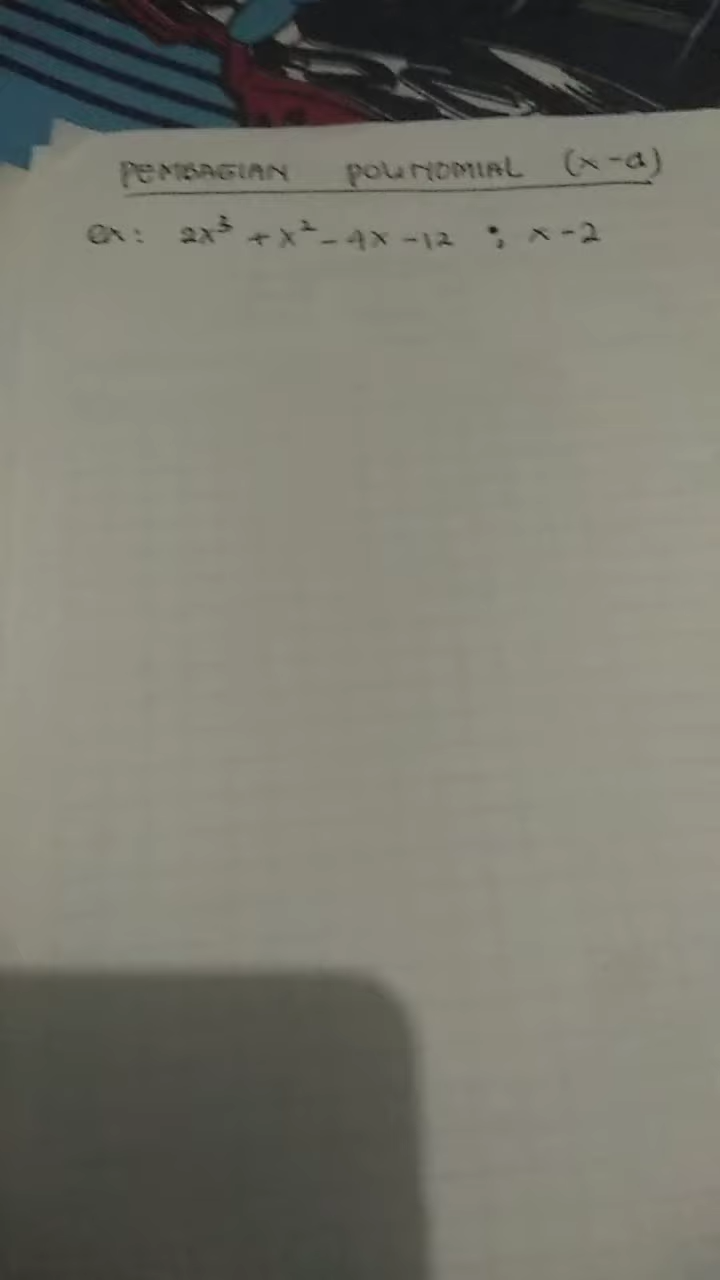 PEMBAGIAN POLINOMIAL (x-a)
ex: 2x³ + x² - 4x - 12 ; x - 2